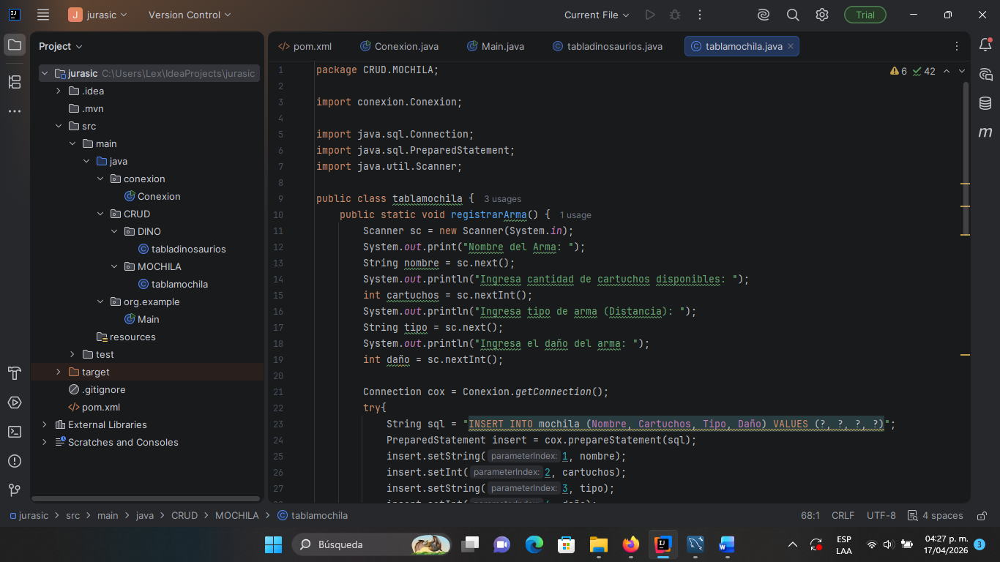 J jurasic Version Control Current File Trial
Project
pom.xml Conexion.java Main.java tabladinosaurios.java tablamochila.java
jurasic C:\Users\Lex\IdeaProjects\jurasic
.idea
.mvn
src
main
java
conexion
Conexion
CRUD
DINO
tabladinosaurios
MOCHILA
tablamochila
org.example
Main
resources
test
target
.gitignore
pom.xml
External Libraries
Scratches and Consoles
6 42
1 package CRUD.MOCHILA;
2
3 import conexion.Conexion;
4
5 import java.sql.Connection;
6 import java.sql.PreparedStatement;
7 import java.util.Scanner;
8
9 public class tablamochila { 3 usages
10 public static void registrarArma() { 1 usage
11 Scanner sc = new Scanner(System.in);
12 System.out.print("Nombre del Arma: ");
13 String nombre = sc.next();
14 System.out.println("Ingresa cantidad de cartuchos disponibles: ");
15 int cartuchos = sc.nextInt();
16 System.out.println("Ingresa tipo de arma (Distancia): ");
17 String tipo = sc.next();
18 System.out.println("Ingresa el daño del arma: ");
19 int daño = sc.nextInt();
20
21 Connection cox = Conexion.getConnection();
22 try{
23 String sql = "INSERT INTO mochila (Nombre, Cartuchos, Tipo, Daño) VALUES (?, ?, ?, ?)";
24 PreparedStatement insert = cox.prepareStatement(sql);
25 insert.setString( parameterIndex: 1, nombre);
26 insert.setInt( parameterIndex: 2, cartuchos);
27 insert.setString( parameterIndex: 3, tipo);
m
jurasic > src > main > java > CRUD > MOCHILA > tablamochila 68:1 CRLF UTF-8 4 spaces
Búsqueda
ESP
LAA
04:27 p. m.
17/04/2026
3